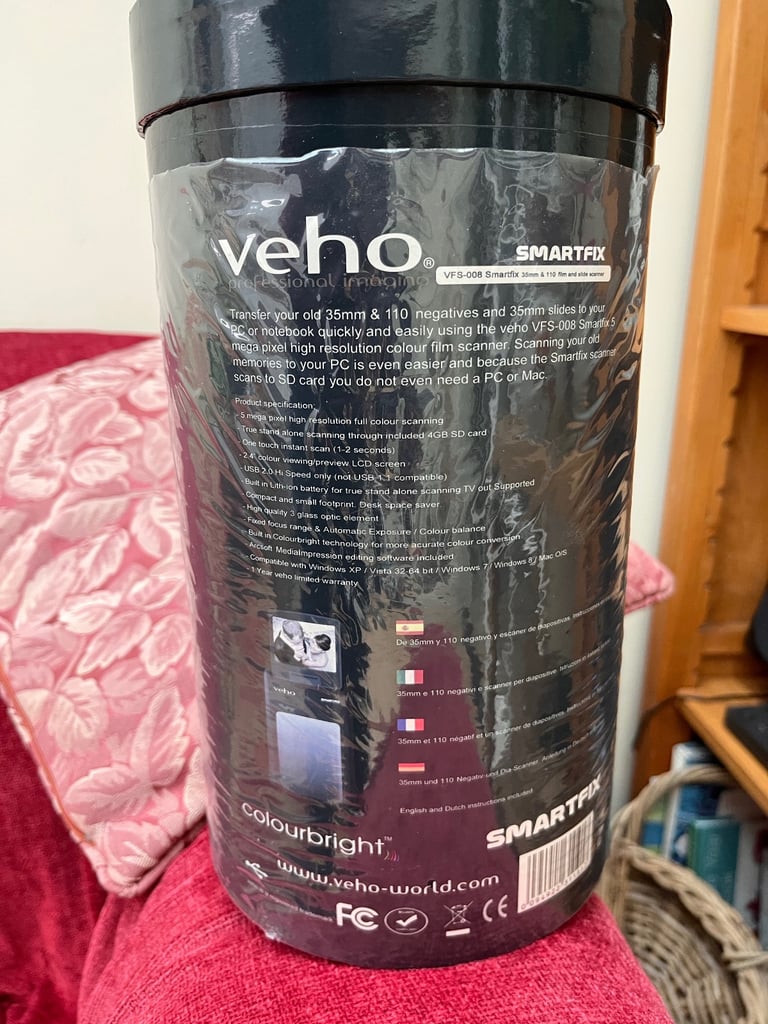 veho®
professional imaging
SMARTFIX
VFS-008 Smartfix 35mm & 110 film and slide scanner
Transfer your old 35mm & 110 negatives and 35mm slides to your
PC or notebook quickly and easily using the veho VFS-008 Smartfix 5
mega pixel high resolution colour film scanner. Scanning your old
memories to your PC is even easier and because the Smartfix scanner
scans to SD card you do not even need a PC or Mac.
Product specification:
- 5 mega pixel high resolution full colour scanning
- True stand alone scanning through included 4GB SD card
- One touch instant scan (1-2 seconds)
- 2.4" colour viewing/preview LCD screen
- USB 2.0 Hi Speed only (not USB 1.1 compatible)
- Built in Lith-ion battery for true stand alone scanning TV out Supported
- Compact and small footprint. Desk space saver.
- High quality 3 glass optic element
- Fixed focus range & Automatic Exposure / Colour balance
- Built in Colourbright technology for more acurate colour conversion
- Arcsoft MediaImpression editing software included
- Compatible with Windows XP / Vista 32-64 bit / Windows 7 / Windows 8 / Mac O/S
- 1 Year veho limited warranty
veho
De 35mm y 110 negativo y escáner de diapositivas. Instrucciones
35mm e 110 negativi e scanner per diapositive. Istruzioni in
35mm et 110 négatif et un scanner de diapositives.
35mm und 110 Negativ-und Dia-Scanner. Anleitung in Deutsch
English and Dutch instructions included
colourbright™
SMARTFIX
www.veho-world.com
trademark
FC CE